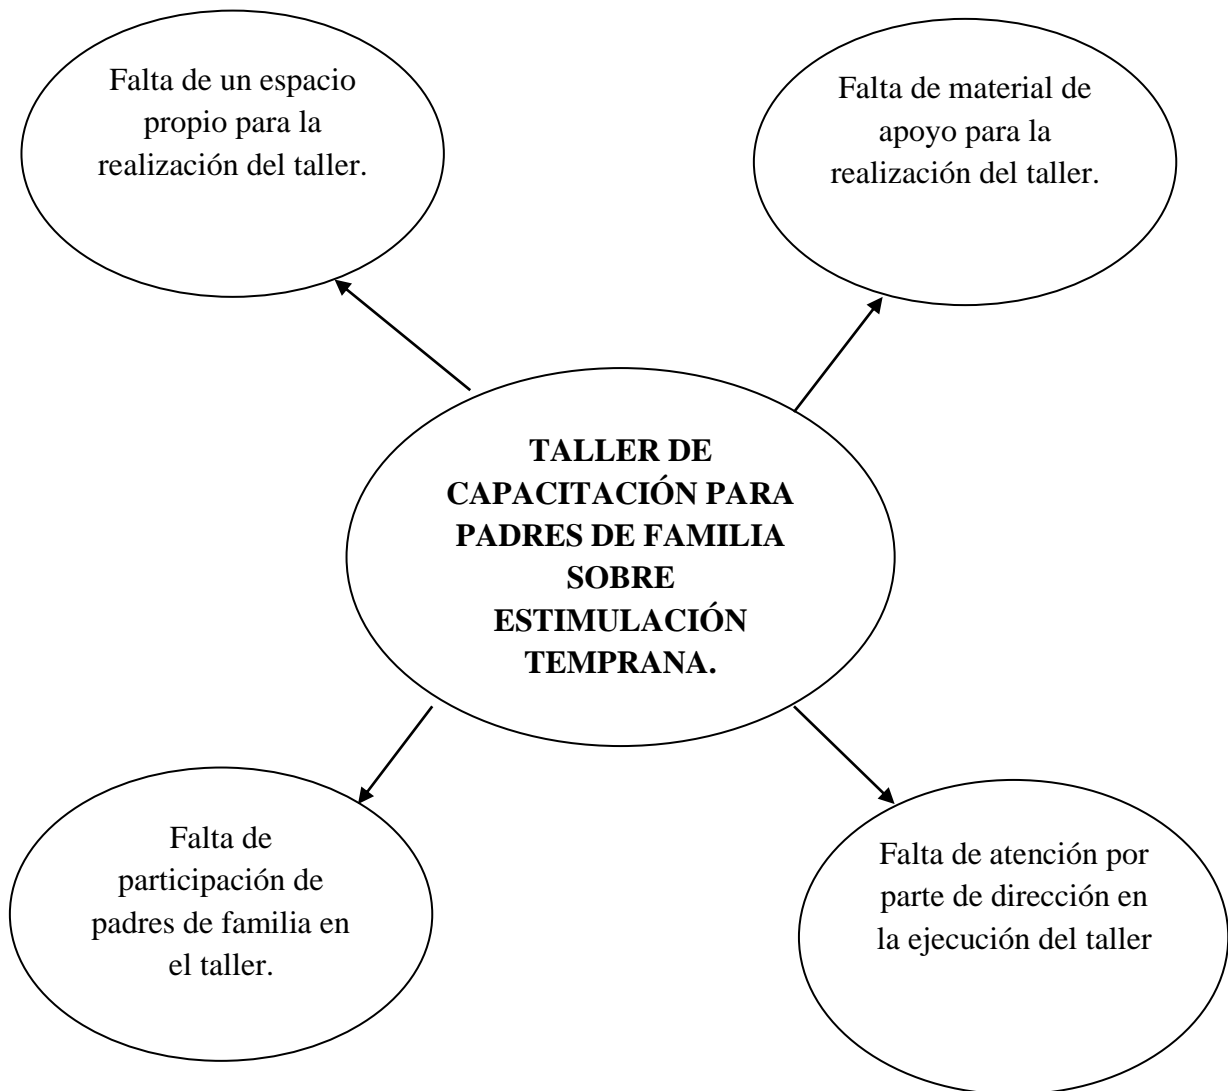 Falta de un espacio
propio para la
realización del taller.
Falta de material de
apoyo para la
realización del taller.
TALLER DE
CAPACITACIÓN PARA
PADRES DE FAMILIA
SOBRE
ESTIMULACIÓN
TEMPRANA.
Falta de
participación de
padres de familia en
el taller.
Falta de atención por
parte de dirección en
la ejecución del taller